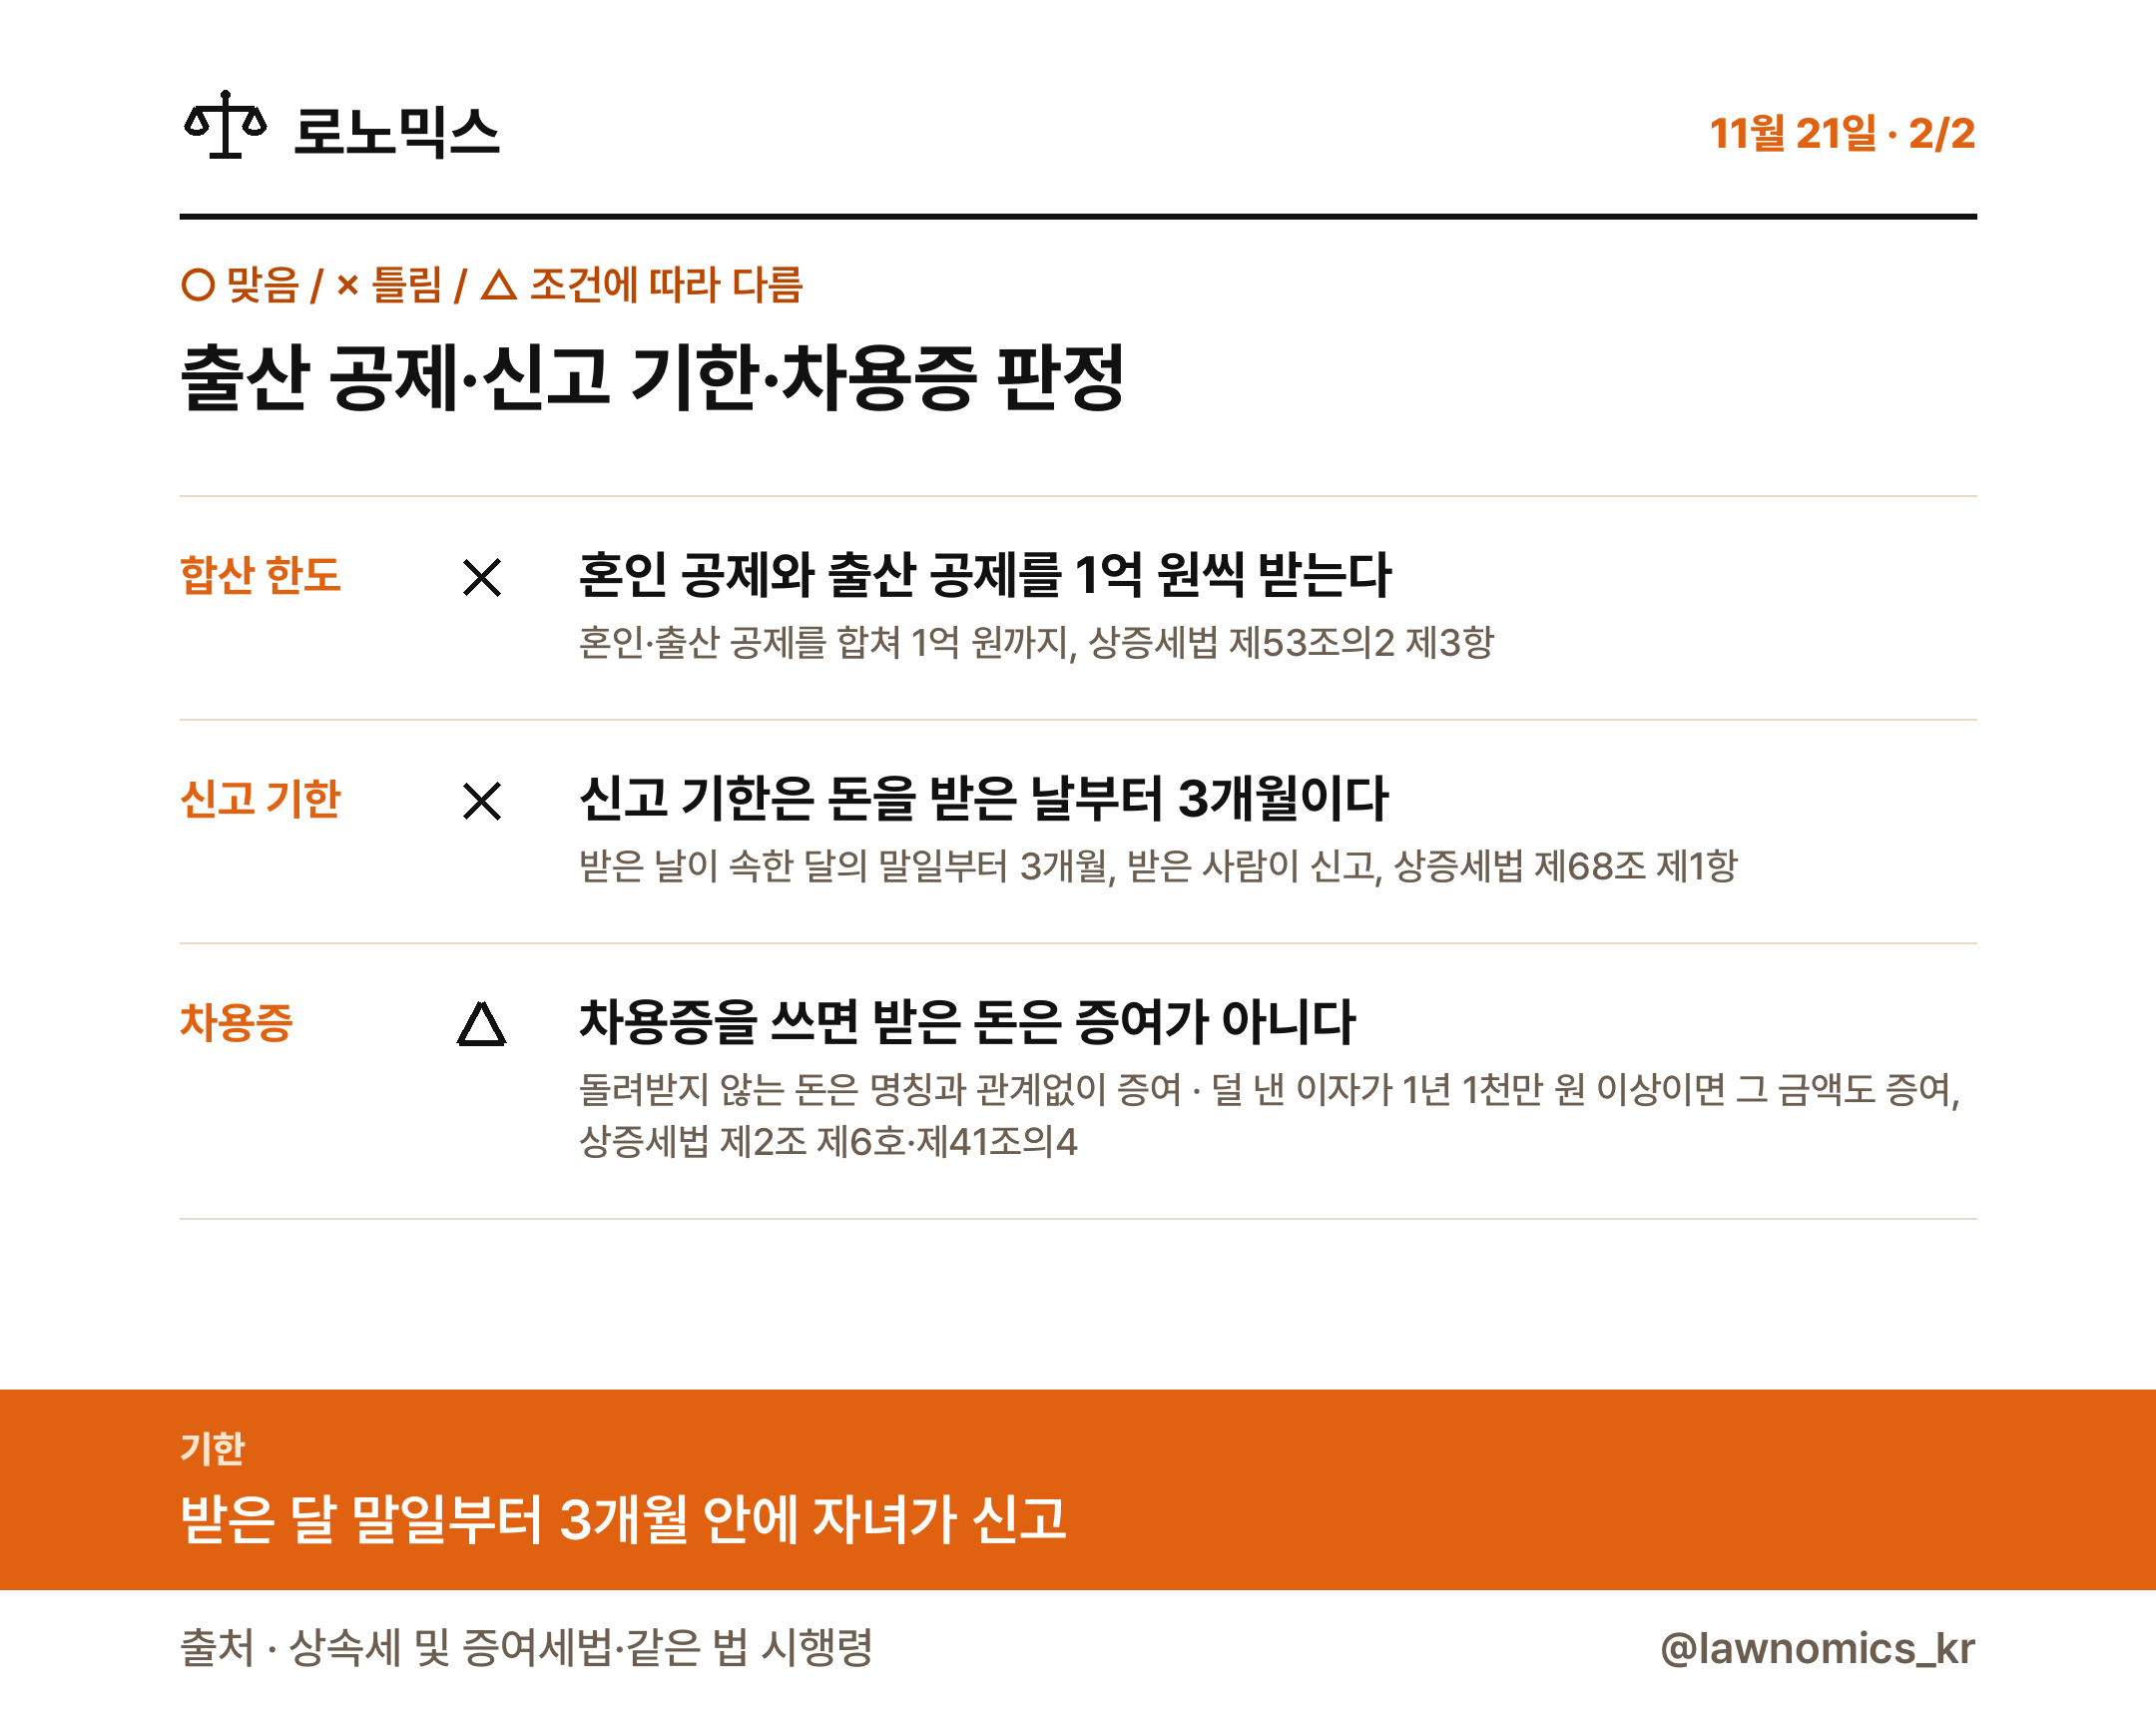 로노믹스
11월 21일 · 2/2
○ 맞음 / × 틀림 / △ 조건에 따라 다름
출산 공제·신고 기한·차용증 판정
합산 한도 × 혼인 공제와 출산 공제를 1억 원씩 받는다
혼인·출산 공제를 합쳐 1억 원까지, 상증세법 제53조의2 제3항
신고 기한 × 신고 기한은 돈을 받은 날부터 3개월이다
받은 날이 속한 달의 말일부터 3개월, 받은 사람이 신고, 상증세법 제68조 제1항
차용증 △ 차용증을 쓰면 받은 돈은 증여가 아니다
돌려받지 않는 돈은 명칭과 관계없이 증여 · 덜 낸 이자가 1년 1천만 원 이상이면 그 금액도 증여,
상증세법 제2조 제6호·제41조의4
기한
받은 달 말일부터 3개월 안에 자녀가 신고
출처 · 상속세 및 증여세법·같은 법 시행령
@lawnomics_kr